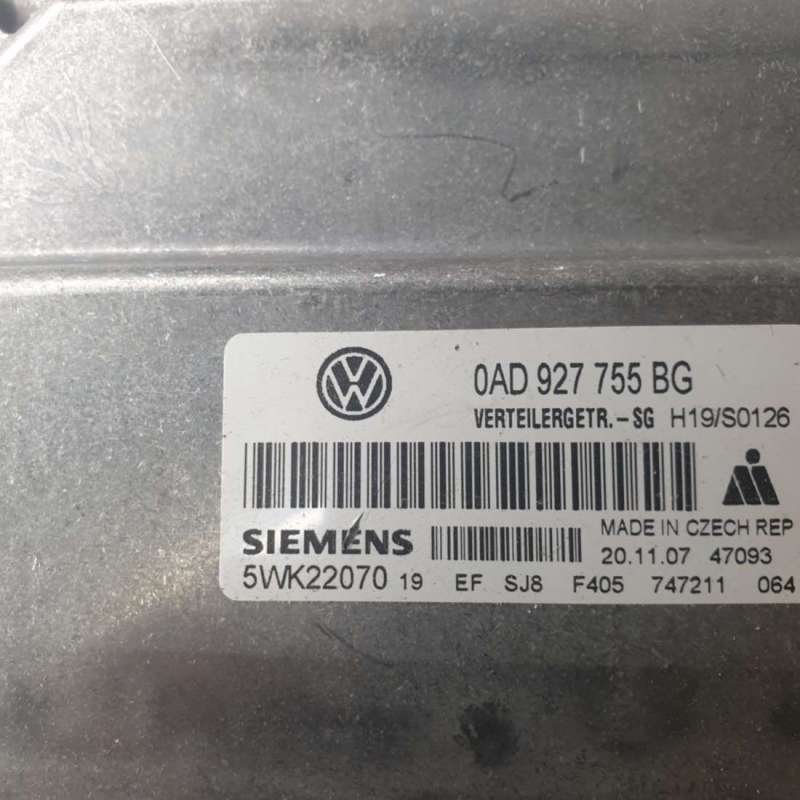 0AD 927 755 BG
VERTEILERGETR.-SG H19/S0126
SIEMENS MADE IN CZECH REP
20.11.07 47093
5WK22070 19 EF SJ8 F405 747211 064